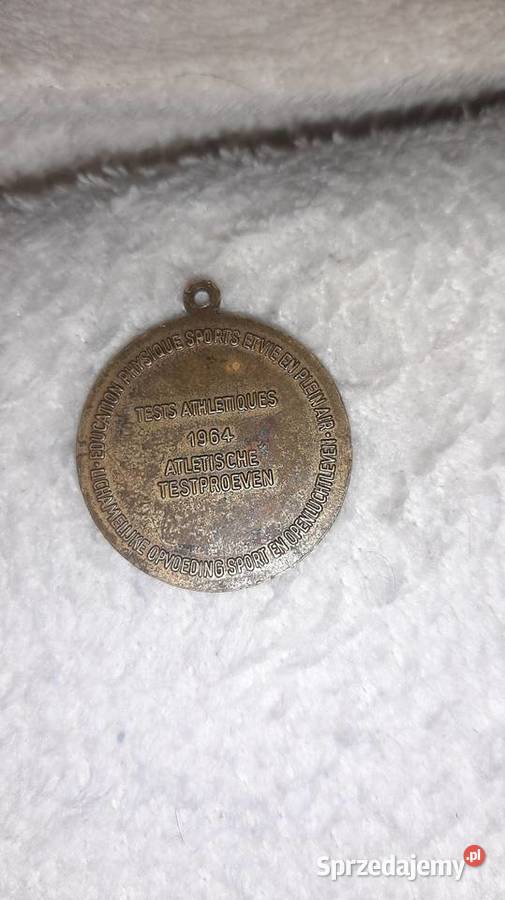 EDUCATION PHYSIQUE SPORTS ET VIE EN PLEIN AIR ·
TESTS ATHLETIQUES
1964
ATLETISCHE
TESTPROEVEN
LICHAMELIJKE OPVOEDING SPORT EN OPENLUCHTLEVEN ·
Sprzedajemy.pl